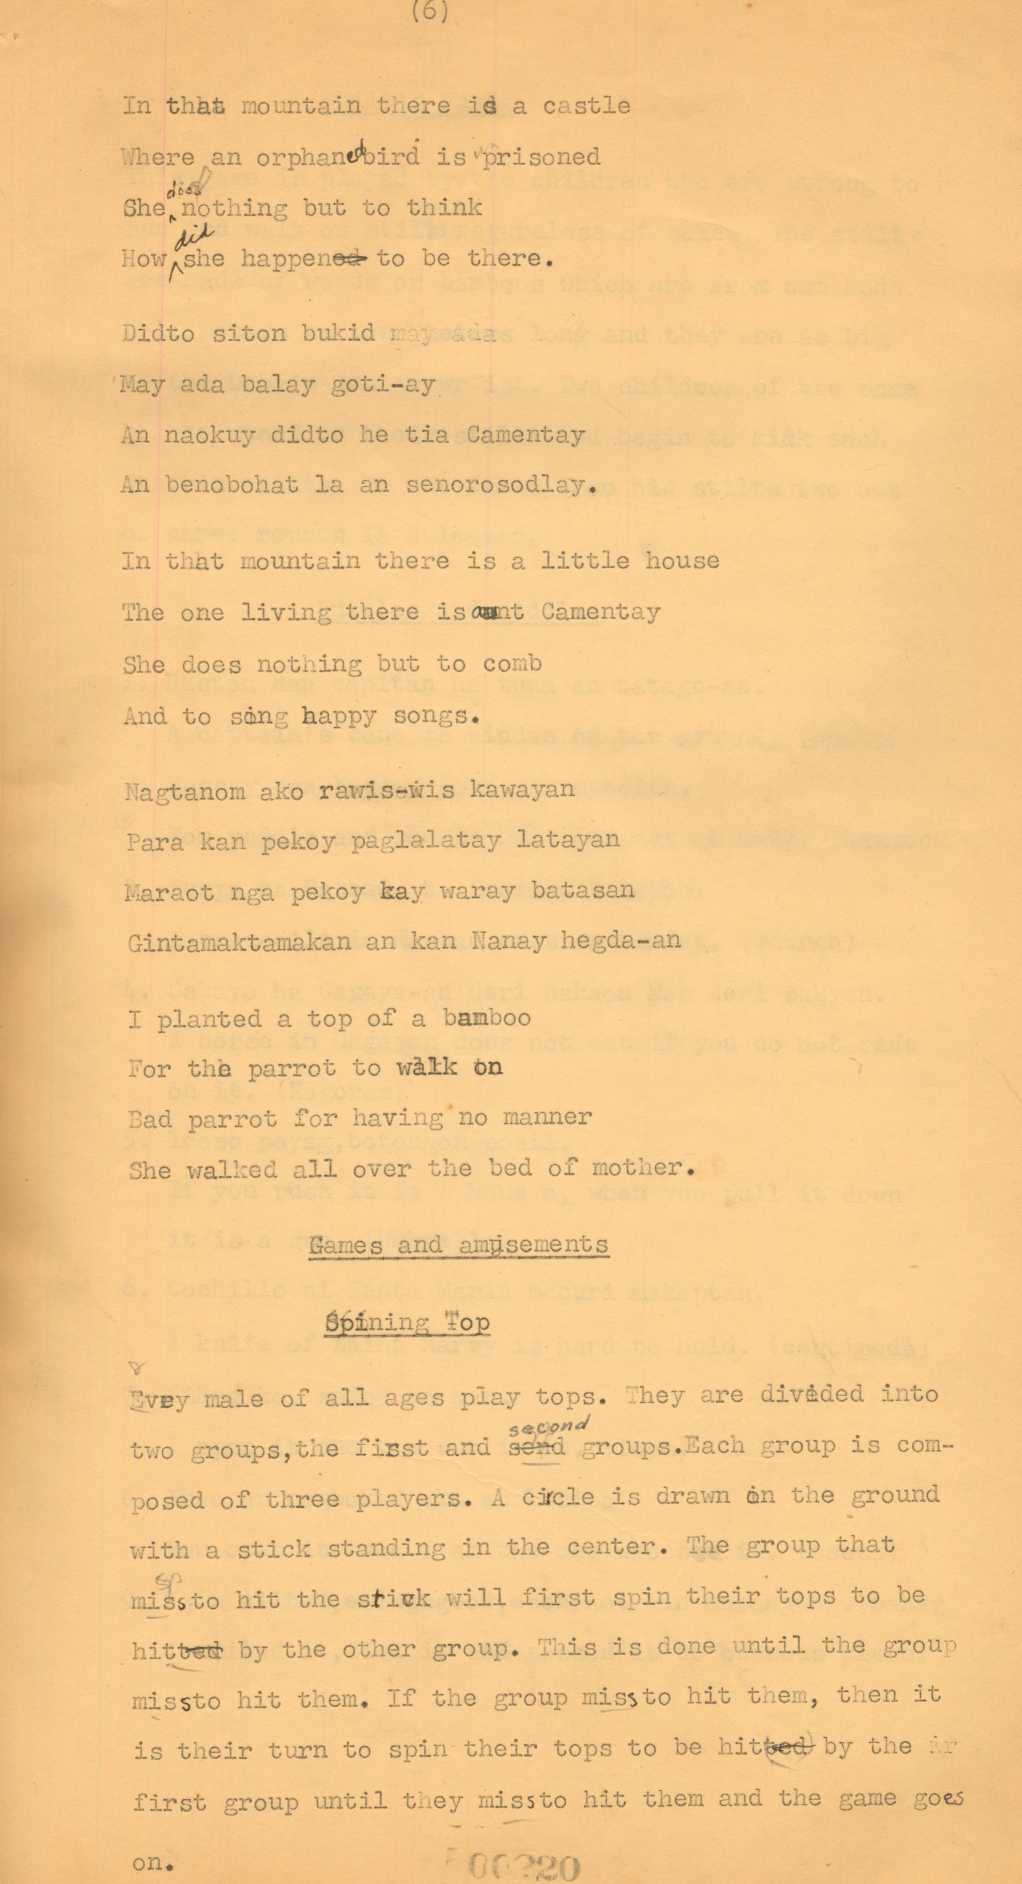 (6)
In that mountain there is a castle
Where an orphaned bird is prisoned
She does nothing but to think
How did she happen to be there.
Didto siton bukid may ada
May ada balay goti-ay
An naokuy didto he tia Camentay
An benobohat la an senorosodlay.
In that mountain there is a little house
The one living there is aunt Camentay
She does nothing but to comb
And to sing happy songs.
Nagtanom ako rawis-wis kawayan
Para kan pekoy paglalatay latayan
Maraot nga pekoy kay waray batasan
Gintamaktamakan an kan Nanay hegda-an
I planted a top of a bamboo
For the parrot to walk on
Bad parrot for having no manner
She walked all over the bed of mother.
Games and amusements
Spining Top
Evey male of all ages play tops. They are divided into
two groups,the first and second groups.Each group is com-
posed of three players. A circle is drawn in the ground
with a stick standing in the center. The group that
miss to hit the stick will first spin their tops to be
hit by the other group. This is done until the group
miss to hit them. If the group miss to hit them, then it
is their turn to spin their tops to be hit by the
first group until they miss to hit them and the game goes
on.